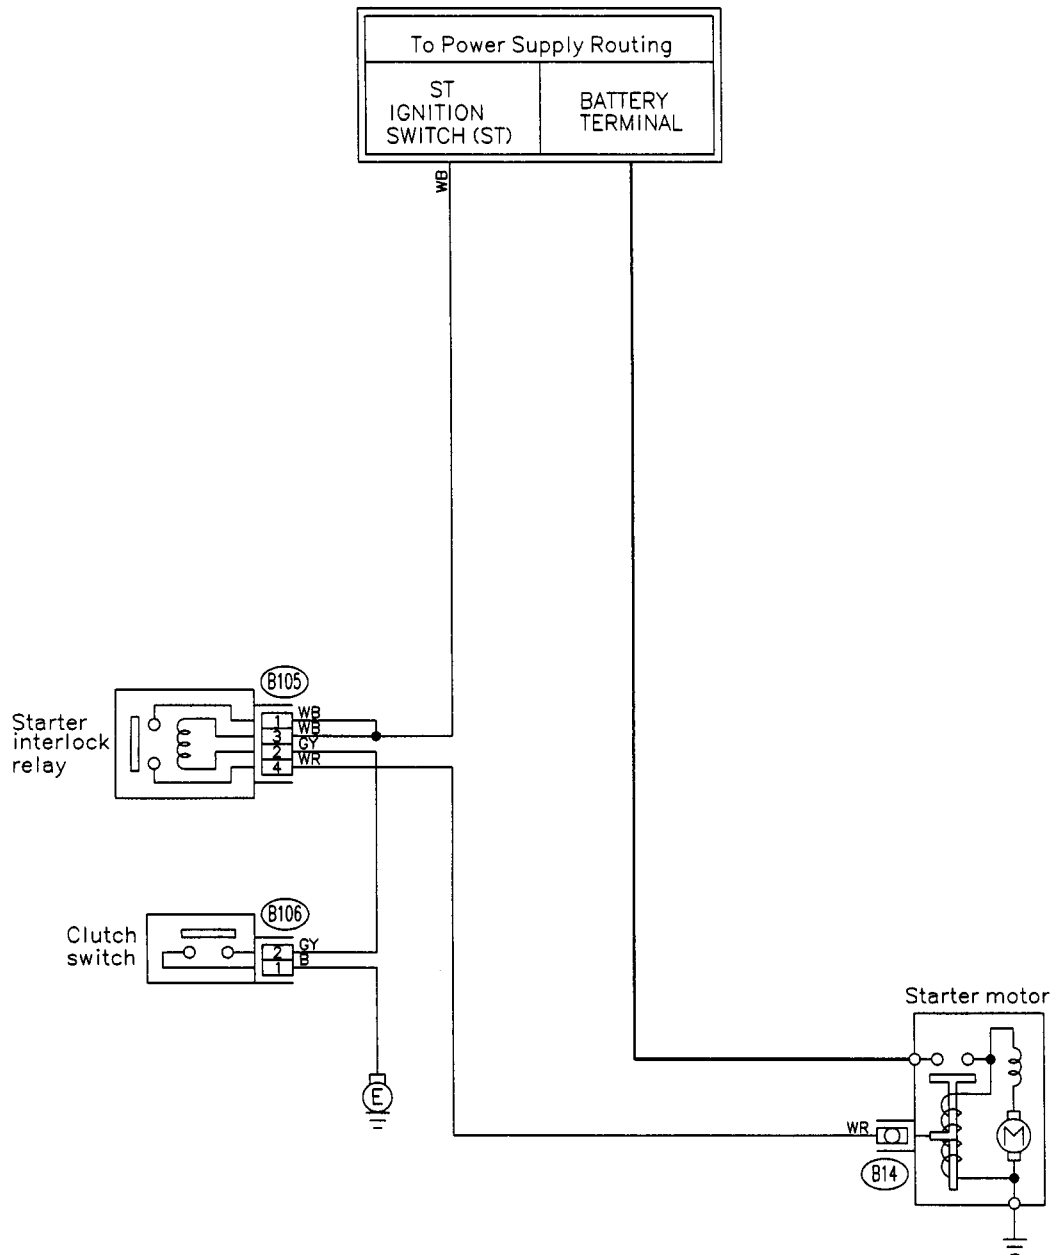 To Power Supply Routing
ST
IGNITION
SWITCH (ST)
BATTERY
TERMINAL
WB
B105
Starter
interlock
relay
1
3
2
4
WB
WB
GY
WR
B106
Clutch
switch
2
1
GY
B
E
Starter motor
WR
M
B14